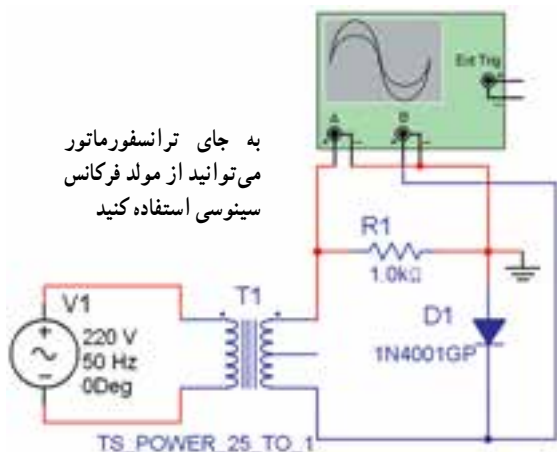 Ext Trig
A
B
به جای ترانسفورماتور
می‌توانید از مولد فرکانس
سینوسی استفاده کنید
R1
1.0kΩ
V1
T1
220 V
50 Hz
0Deg
D1
1N4001GP
TS_POWER_25_TO_1